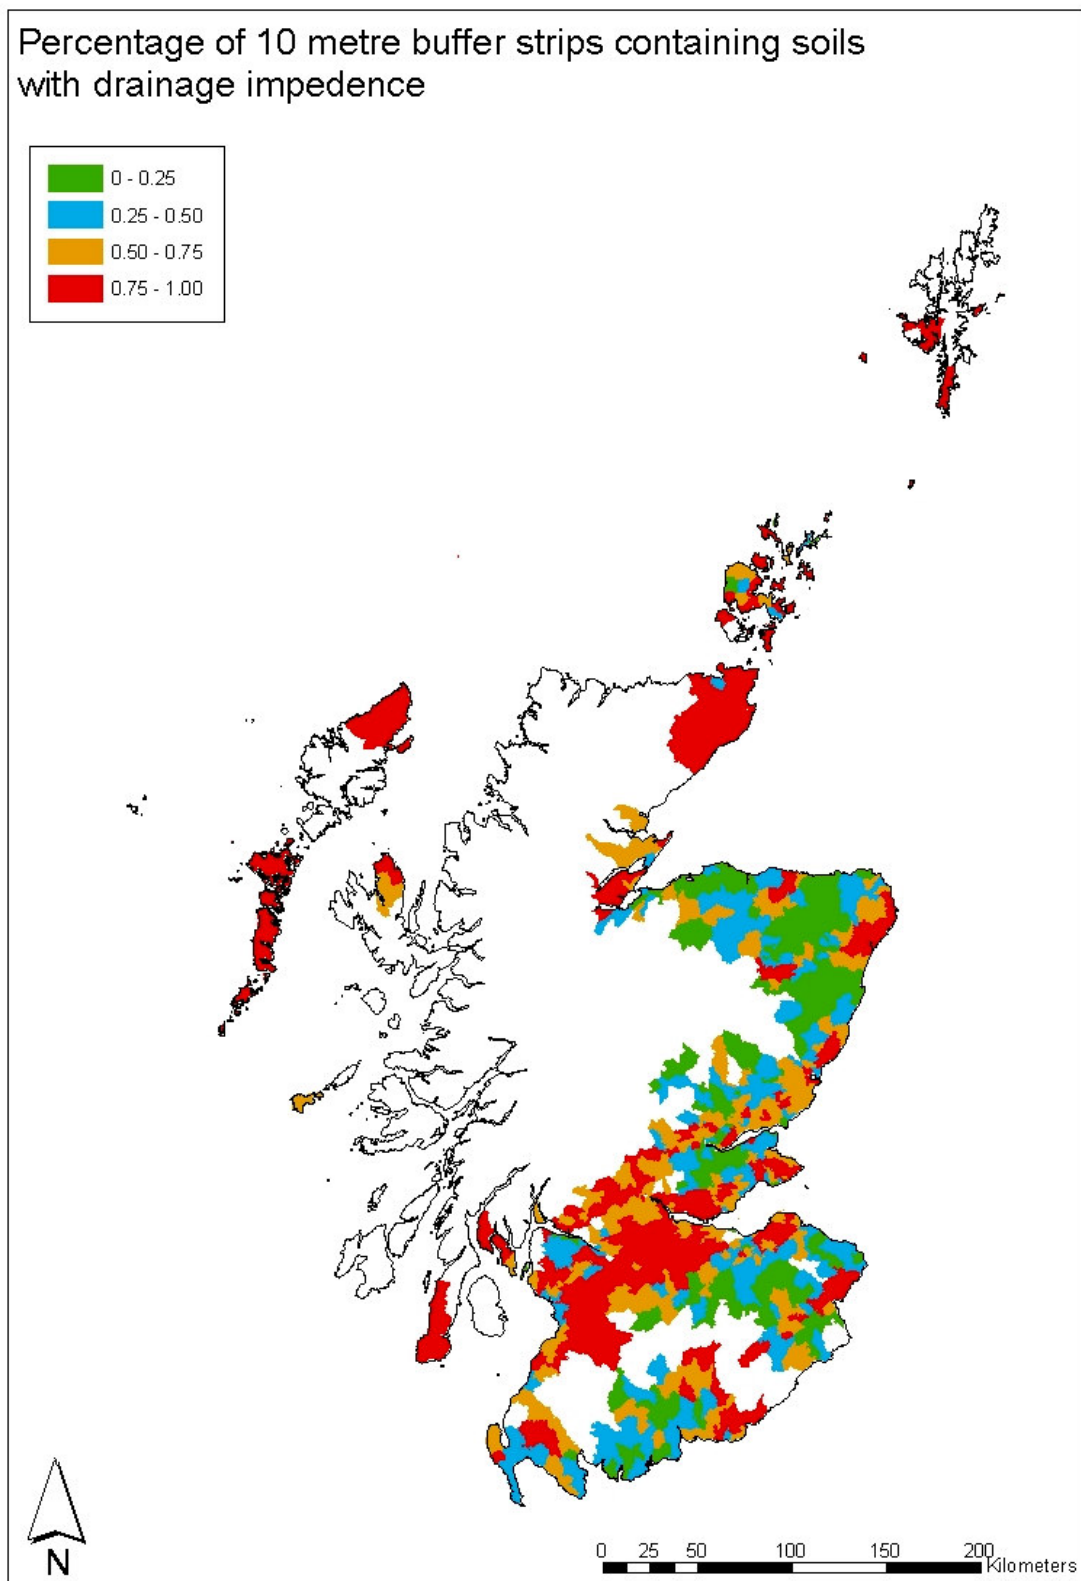 Percentage of 10 metre buffer strips containing soils
with drainage impedence
0 - 0.25
0.25 - 0.50
0.50 - 0.75
0.75 - 1.00
N
0 25 50 100 150 200
Kilometers